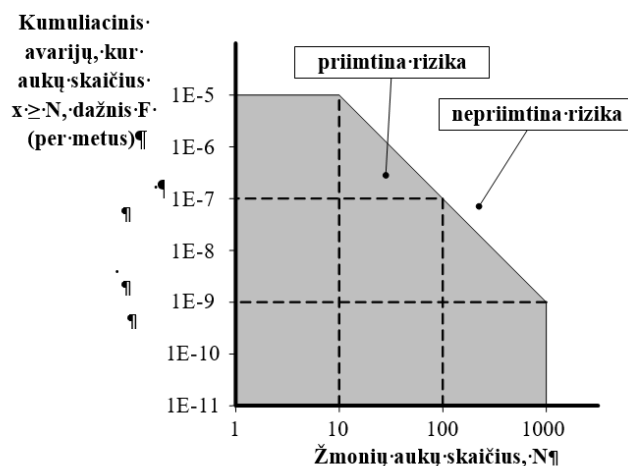 Kumuliacinis·
avarijų,·kur·
aukų·skaičius·
x·≥·N,·dažnis·F·
(per·metus)¶
·¶
¶
·
¶
¶
priimtina·rizika
nepriimtina·rizika
1E-5
1E-6
1E-7
1E-8
1E-9
1E-10
1E-11
1 10 100 1000
Žmonių·aukų·skaičius,·N¶